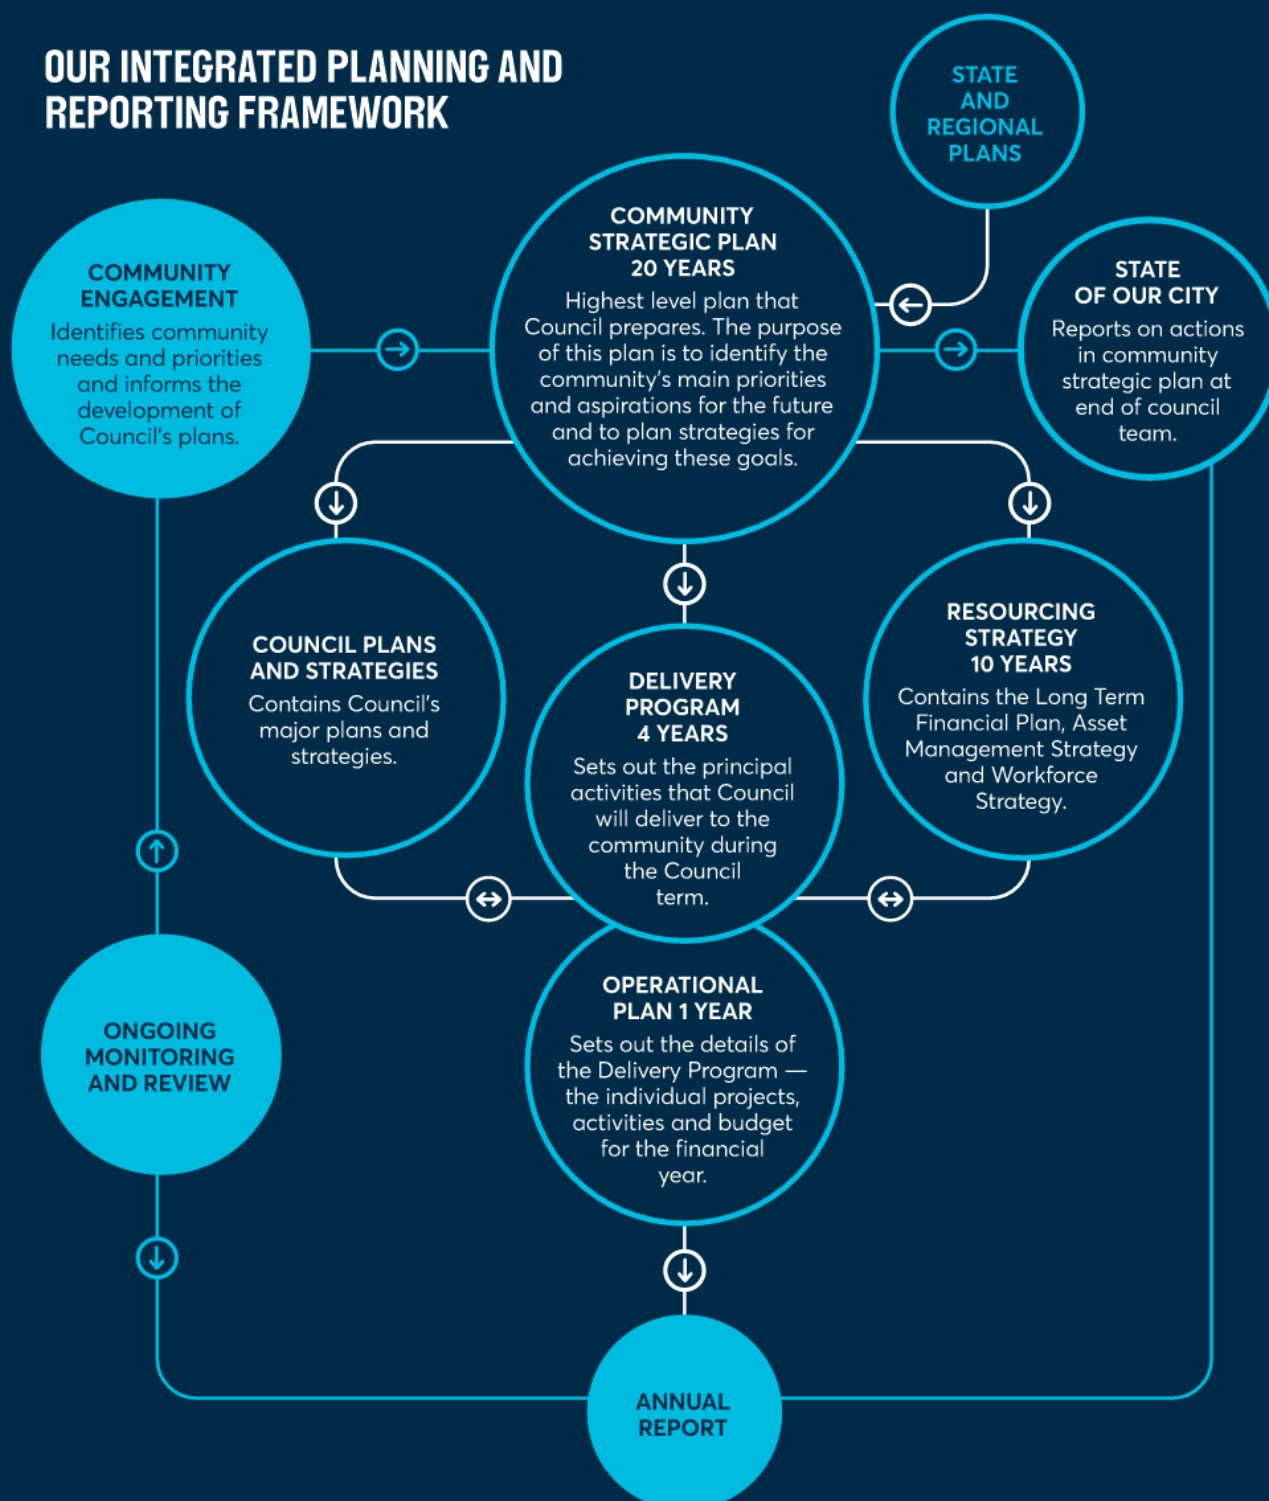 OUR INTEGRATED PLANNING AND
REPORTING FRAMEWORK
STATE
AND
REGIONAL
PLANS
COMMUNITY
ENGAGEMENT
Identifies community
needs and priorities
and informs the
development of
Council's plans.
COMMUNITY
STRATEGIC PLAN
20 YEARS
Highest level plan that
Council prepares. The purpose
of this plan is to identify the
community's main priorities
and aspirations for the future
and to plan strategies for
achieving these goals.
STATE
OF OUR CITY
Reports on actions
in community
strategic plan at
end of council
team.
COUNCIL PLANS
AND STRATEGIES
Contains Council's
major plans and
strategies.
DELIVERY
PROGRAM
4 YEARS
Sets out the principal
activities that Council
will deliver to the
community during
the Council
term.
RESOURCING
STRATEGY
10 YEARS
Contains the Long Term
Financial Plan, Asset
Management Strategy
and Workforce
Strategy.
ONGOING
MONITORING
AND REVIEW
OPERATIONAL
PLAN 1 YEAR
Sets out the details of
the Delivery Program —
the individual projects,
activities and budget
for the financial
year.
ANNUAL
REPORT